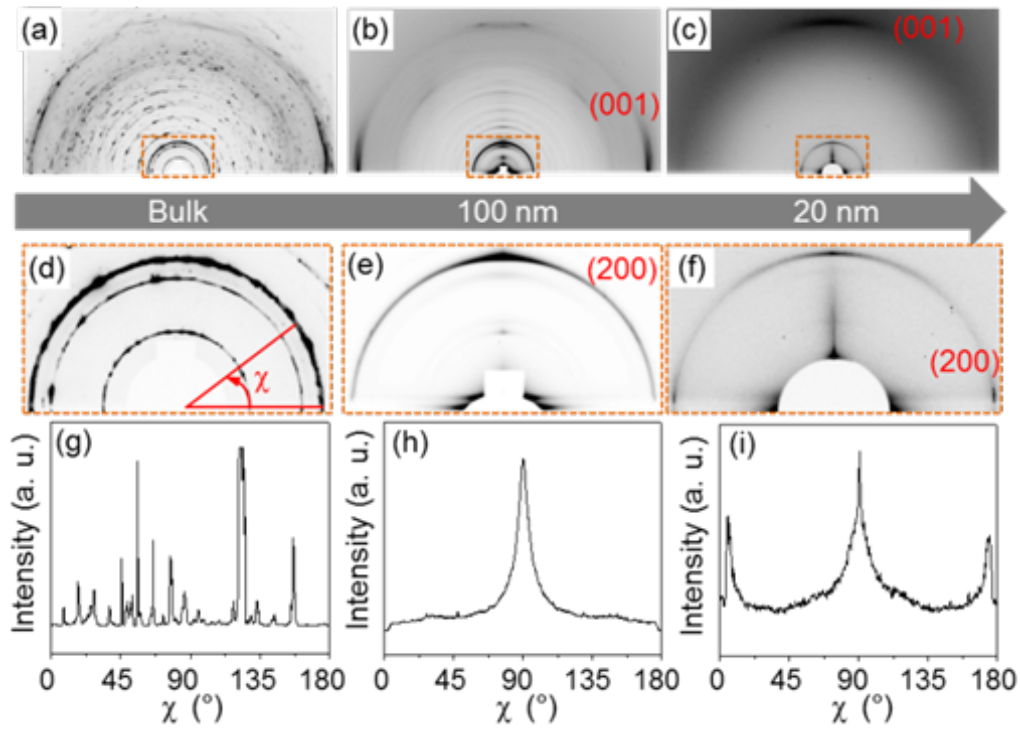 (a)
(b)
(c)
(001)
(001)
Bulk
100 nm
20 nm
(d)
(e)
(f)
(200)
(200)
χ
(g)
(h)
(i)
Intensity (a. u.)
Intensity (a. u.)
Intensity (a. u.)
0 45 90 135 180
0 45 90 135 180
0 45 90 135 180
χ (°)
χ (°)
χ (°)